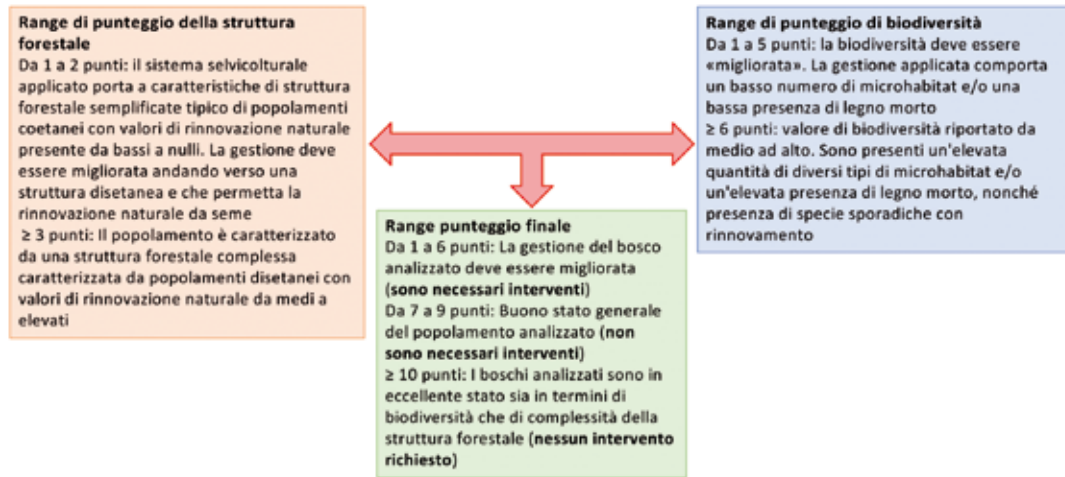 Range di punteggio della struttura
forestale
Da 1 a 2 punti: il sistema selvicolturale
applicato porta a caratteristiche di struttura
forestale semplificate tipico di popolamenti
coetanei con valori di rinnovazione naturale
presente da bassi a nulli. La gestione deve
essere migliorata andando verso una
struttura disetanea e che permetta la
rinnovazione naturale da seme
≥ 3 punti: Il popolamento è caratterizzato
da una struttura forestale complessa
caratterizzata da popolamenti disetanei con
valori di rinnovazione naturale da medi a
elevati
Range di punteggio di biodiversità
Da 1 a 5 punti: la biodiversità deve essere
«migliorata». La gestione applicata comporta
un basso numero di microhabitat e/o una
bassa presenza di legno morto
≥ 6 punti: valore di biodiversità riportato da
medio ad alto. Sono presenti un'elevata
quantità di diversi tipi di microhabitat e/o
un'elevata presenza di legno morto, nonché
presenza di specie sporadiche con
rinnovamento
Range punteggio finale
Da 1 a 6 punti: La gestione del bosco
analizzato deve essere migliorata
(sono necessari interventi)
Da 7 a 9 punti: Buono stato generale
del popolamento analizzato (non
sono necessari interventi)
≥ 10 punti: I boschi analizzati sono in
eccellente stato sia in termini di
biodiversità che di complessità della
struttura forestale (nessun intervento
richiesto)